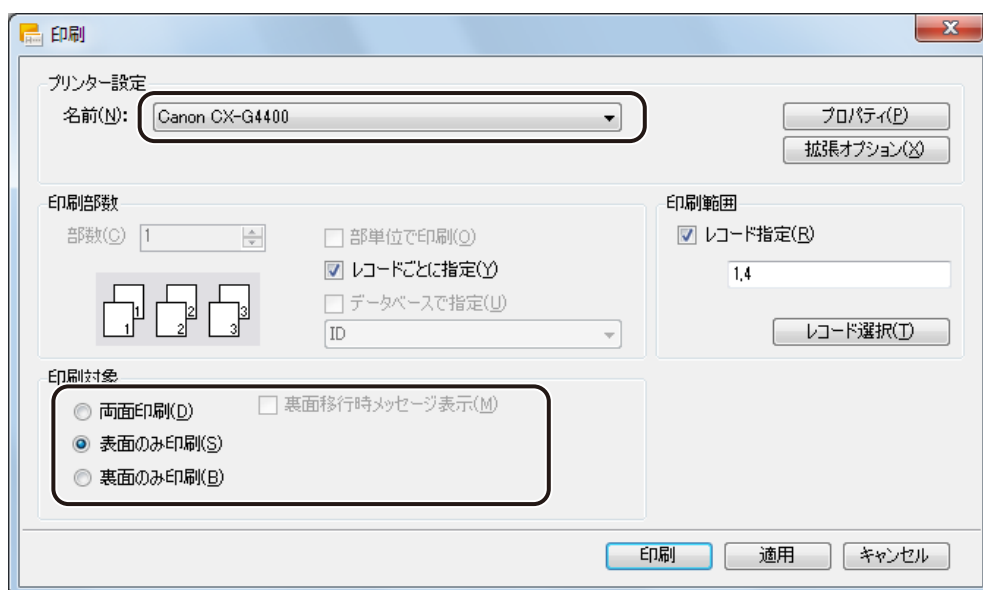 印刷
プリンター設定
名前(N): Canon CX-G4400
プロパティ(P)
拡張オプション(X)
印刷部数
部数(C) 1
部単位で印刷(O)
レコードごとに指定(Y)
データベースで指定(U)
ID
1 1 2 2 3 3
印刷範囲
レコード指定(R)
1,4
レコード選択(T)
印刷対象
両面印刷(D) 裏面移行時メッセージ表示(M)
表面のみ印刷(S)
裏面のみ印刷(B)
印刷 適用 キャンセル